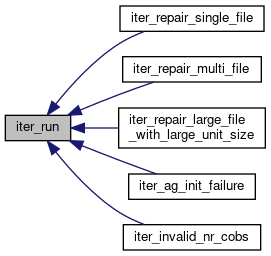 iter_repair_single_file
iter_repair_multi_file
iter_run
iter_repair_large_file
_with_large_unit_size
iter_ag_init_failure
iter_invalid_nr_cobs